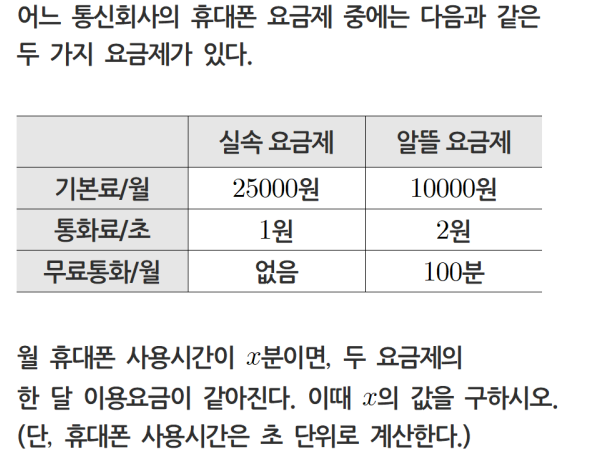 어느 통신회사의 휴대폰 요금제 중에는 다음과 같은
두 가지 요금제가 있다.
실속 요금제 알뜰 요금제
기본료/월 25000원 10000원
통화료/초 1원 2원
무료통화/월 없음 100분
월 휴대폰 사용시간이 x분이면, 두 요금제의
한 달 이용요금이 같아진다. 이때 x의 값을 구하시오.
(단, 휴대폰 사용시간은 초 단위로 계산한다.)